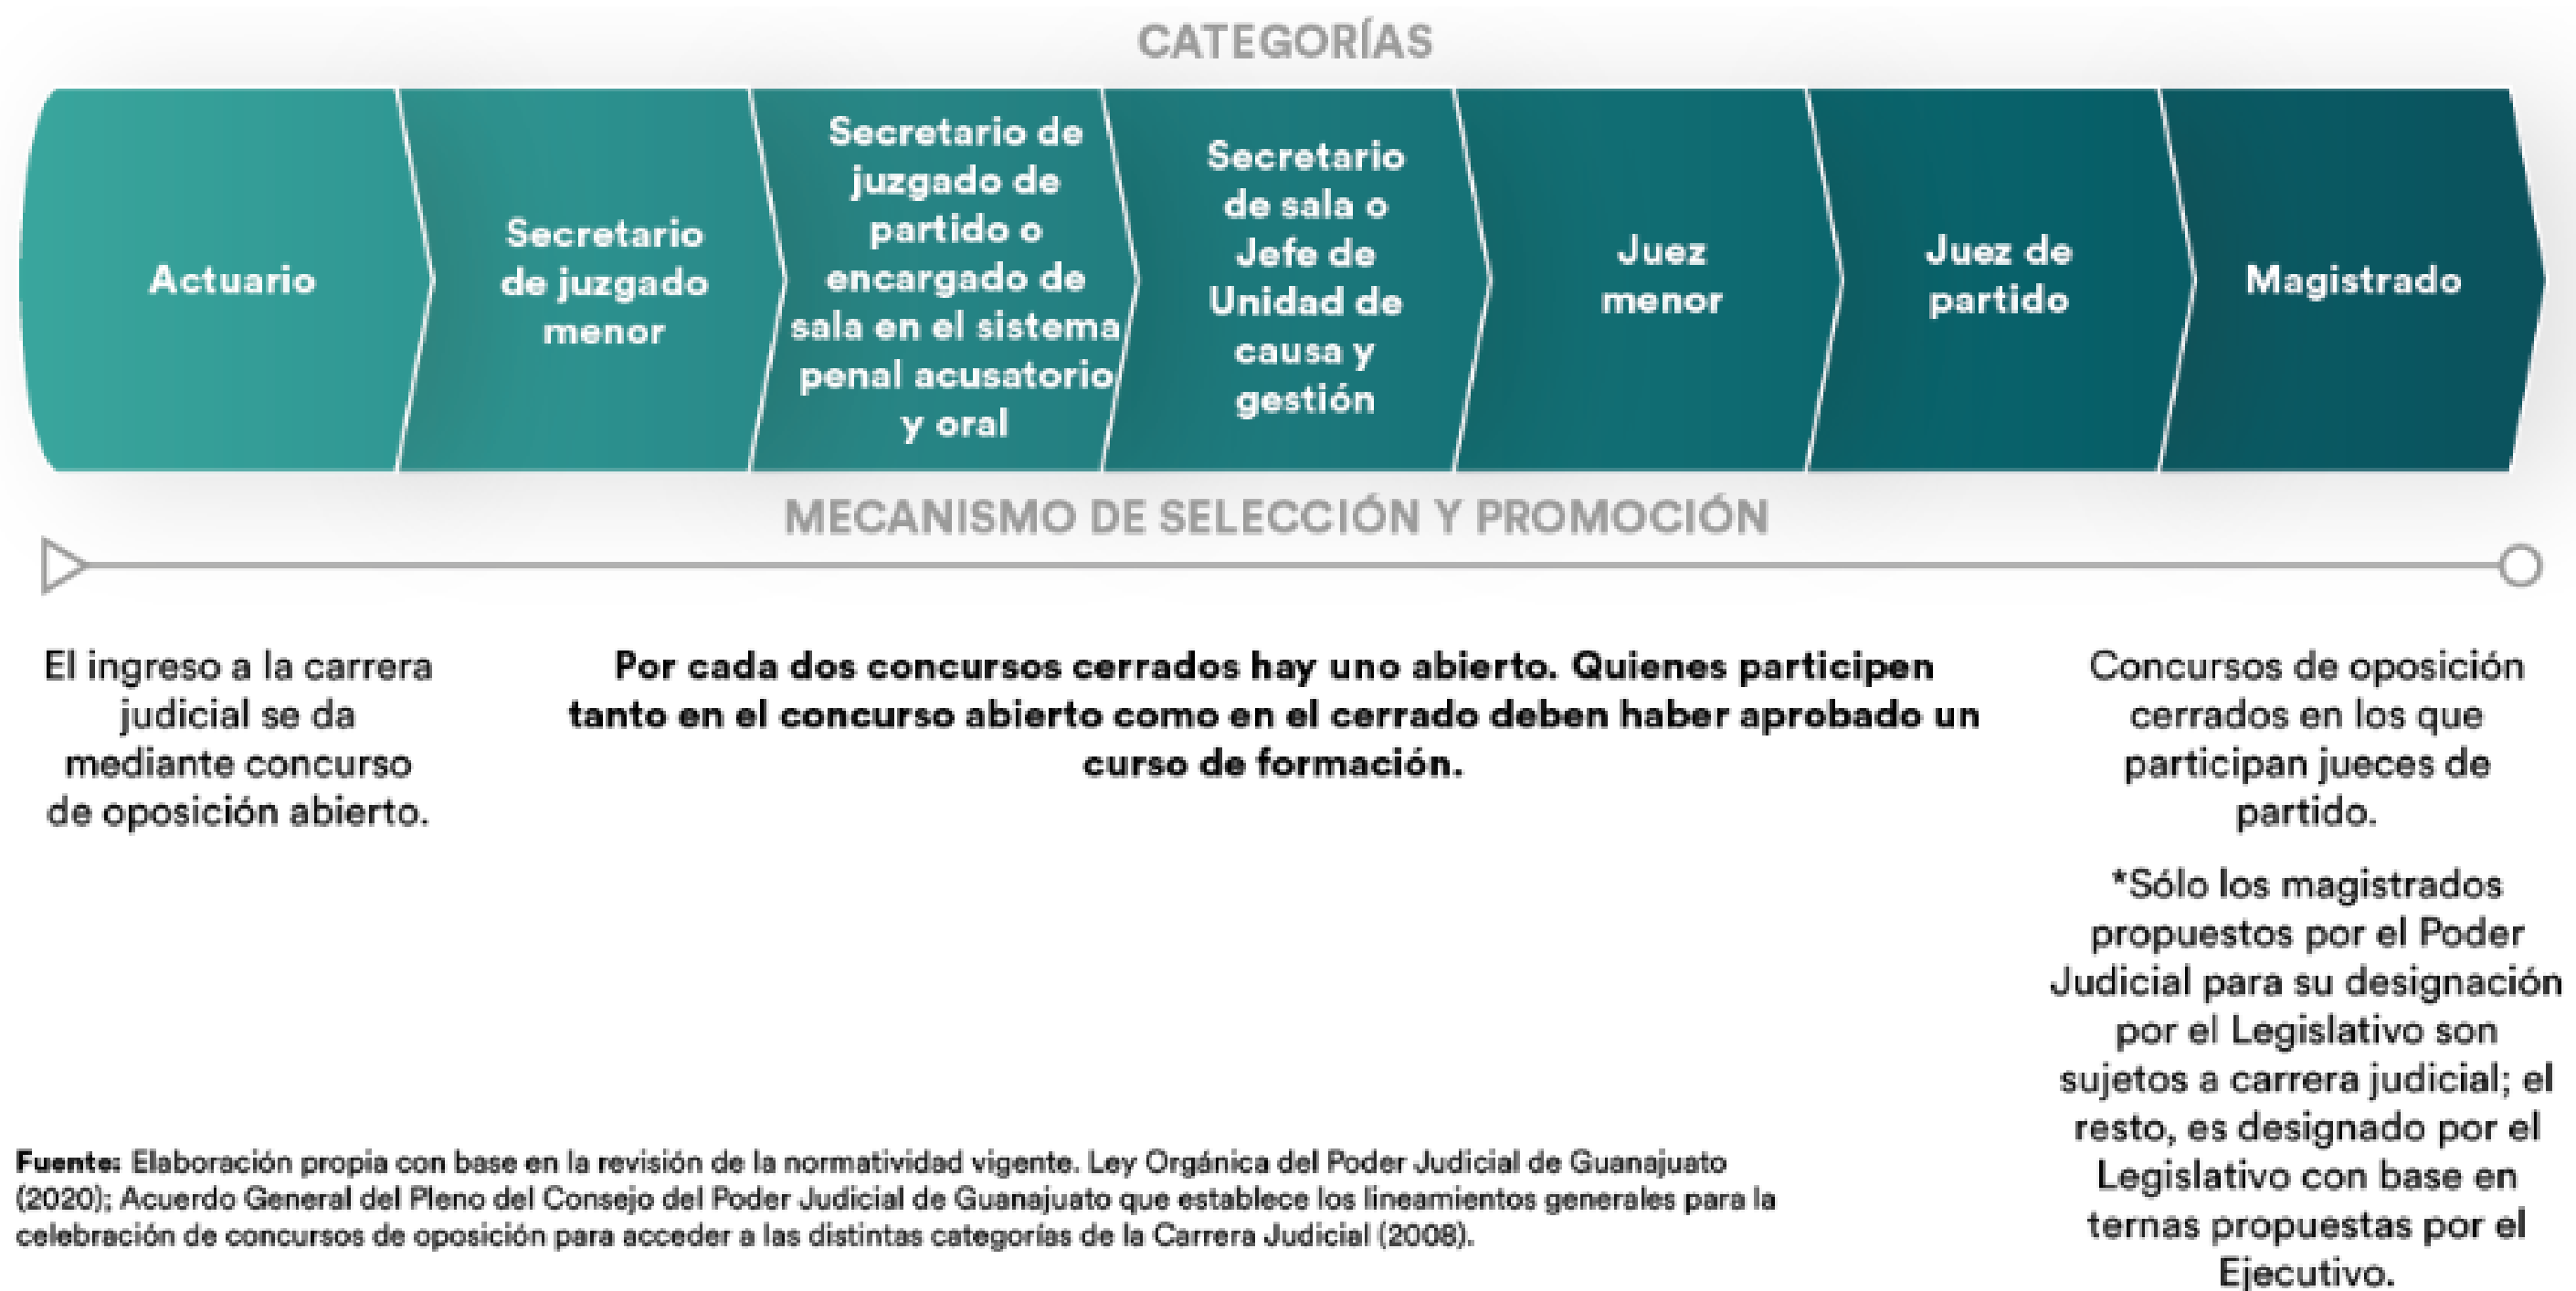 CATEGORÍAS
Actuario
Secretario
de juzgado
menor
Secretario de
juzgado de
partido o
encargado de
sala en el sistema
penal acusatorio
y oral
Secretario
de sala o
Jefe de
Unidad de
causa y
gestión
Juez
menor
Juez de
partido
Magistrado
MECANISMO DE SELECCIÓN Y PROMOCIÓN
El ingreso a la carrera
judicial se da
mediante concurso
de oposición abierto.
Por cada dos concursos cerrados hay uno abierto. Quienes participen
tanto en el concurso abierto como en el cerrado deben haber aprobado un
curso de formación.
Concursos de oposición
cerrados en los que
participan jueces de
partido.
*Sólo los magistrados
propuestos por el Poder
Judicial para su designación
por el Legislativo son
sujetos a carrera judicial; el
resto, es designado por el
Legislativo con base en
ternas propuestas por el
Ejecutivo.
Fuente: Elaboración propia con base en la revisión de la normatividad vigente. Ley Orgánica del Poder Judicial de Guanajuato
(2020); Acuerdo General del Pleno del Consejo del Poder Judicial de Guanajuato que establece los lineamientos generales para la
celebración de concursos de oposición para acceder a las distintas categorías de la Carrera Judicial (2008).